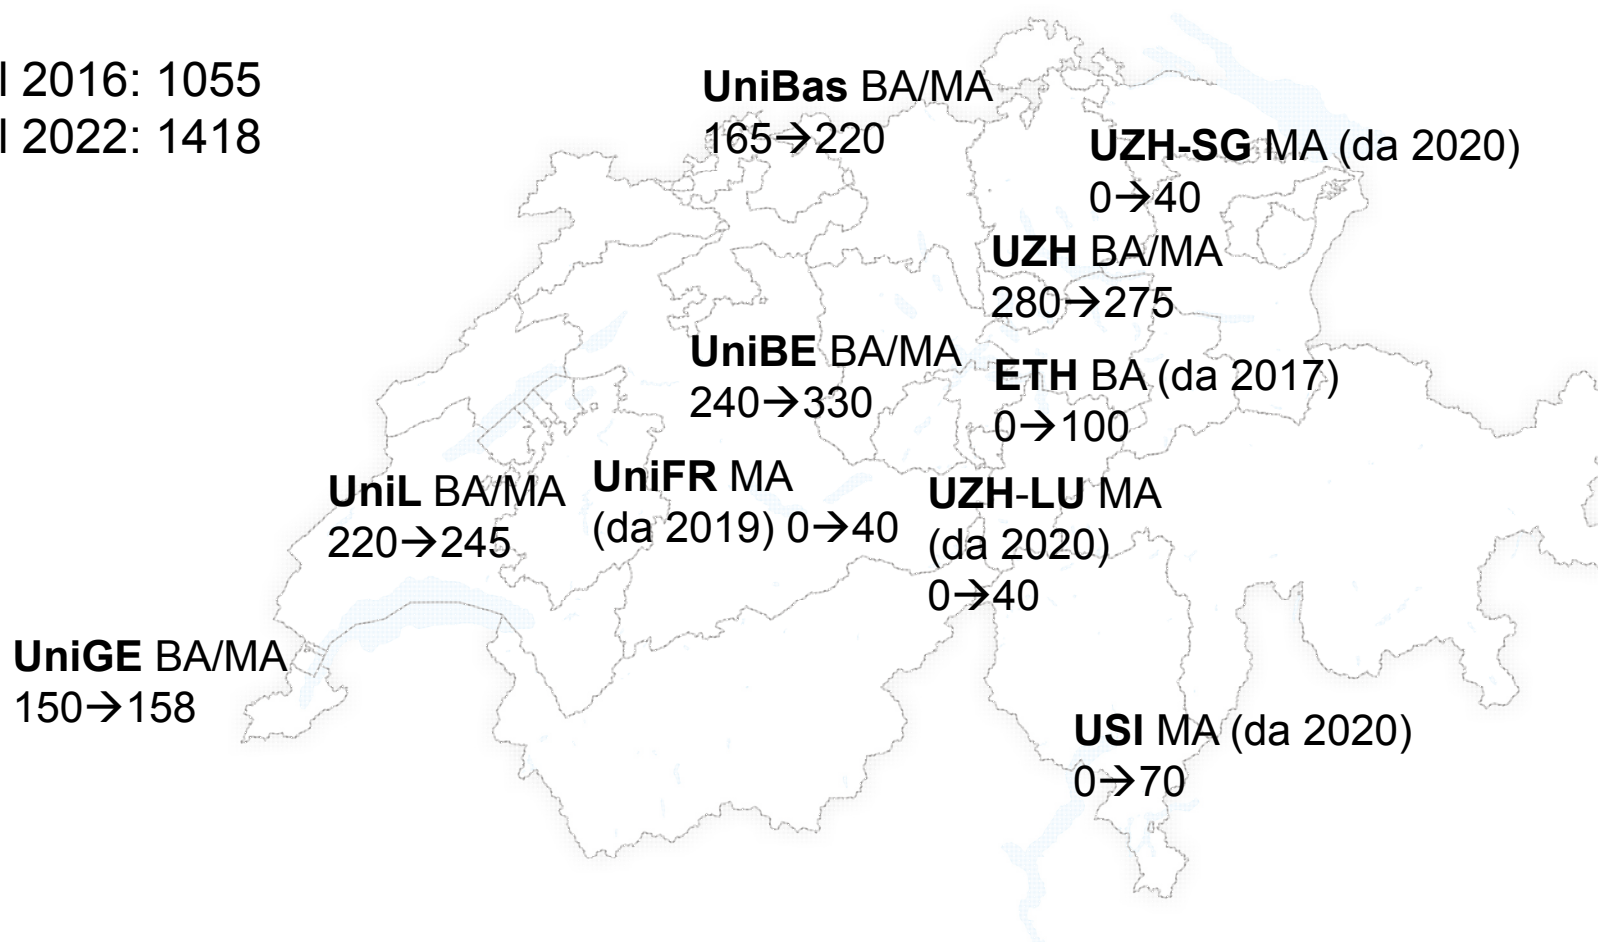 l 2016: 1055
l 2022: 1418
UniBas BA/MA
165→220
UZH-SG MA (da 2020)
0→40
UZH BA/MA
280→275
UniBE BA/MA
240→330
ETH BA (da 2017)
0→100
UniL BA/MA
220→245
UniFR MA
(da 2019) 0→40
UZH-LU MA
(da 2020)
0→40
UniGE BA/MA
150→158
USI MA (da 2020)
0→70